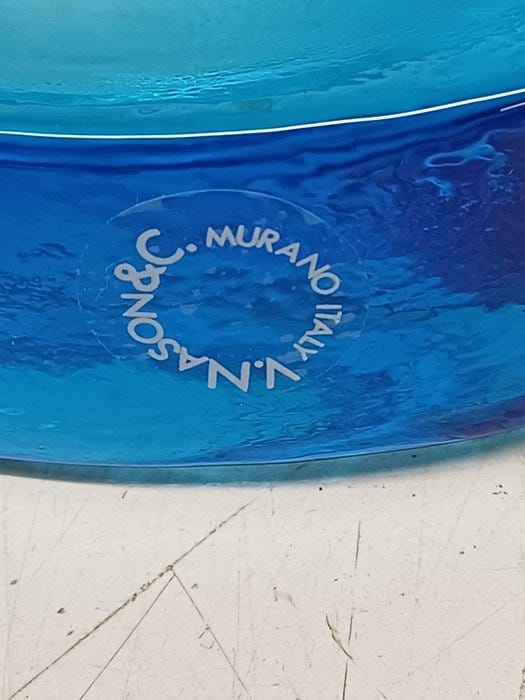 V. NASON & C. MURANO ITALY